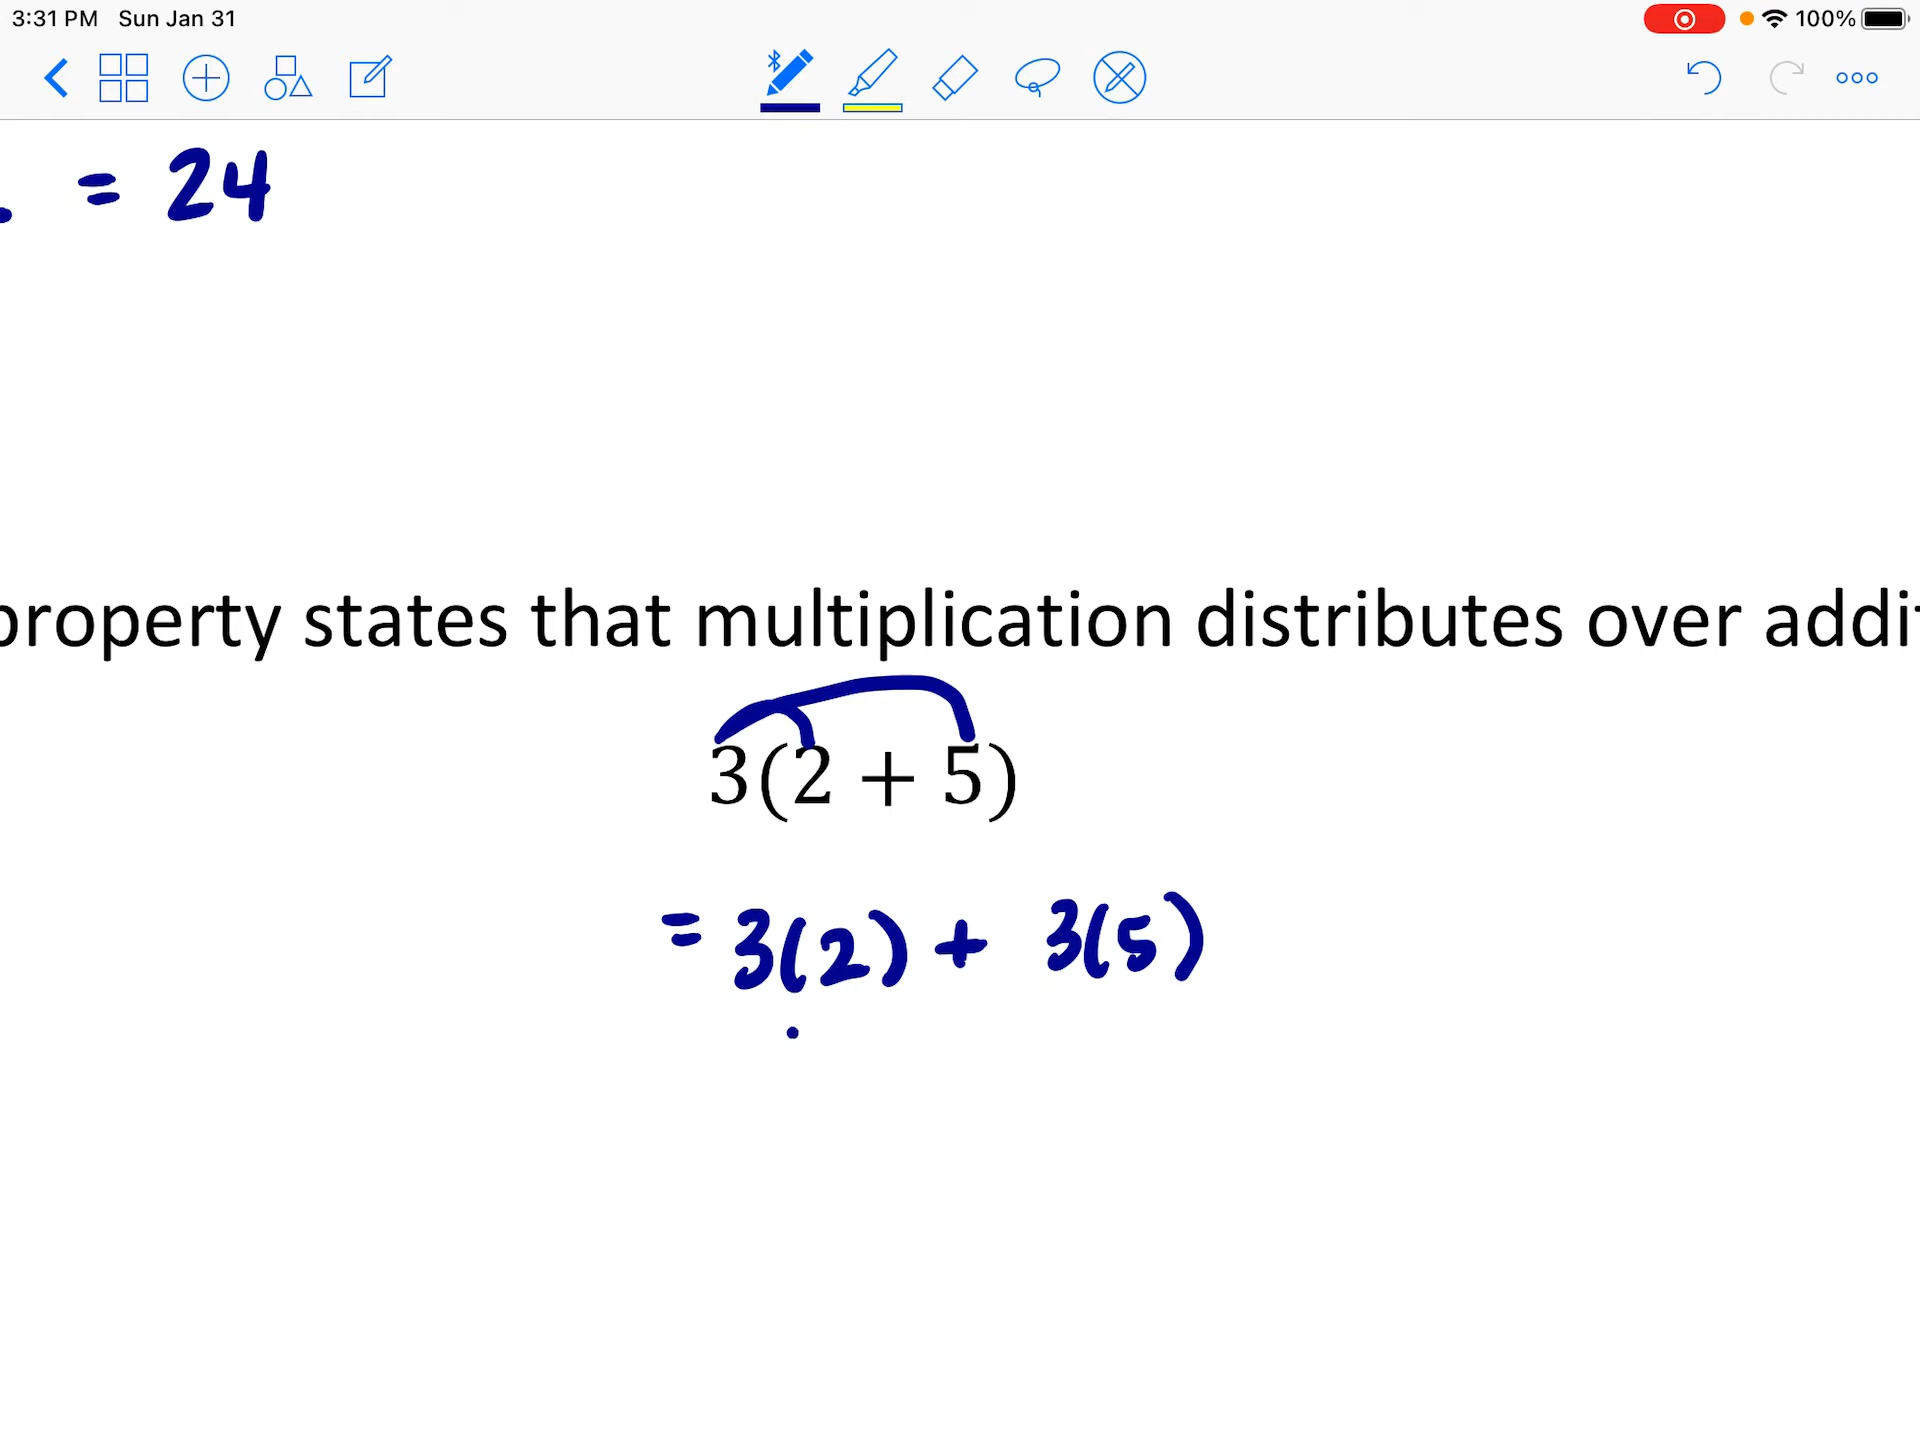 3:31 PM Sun Jan 31 100%
= 24
property states that multiplication distributes over addi
3(2 + 5)
= 3(2) + 3(5)